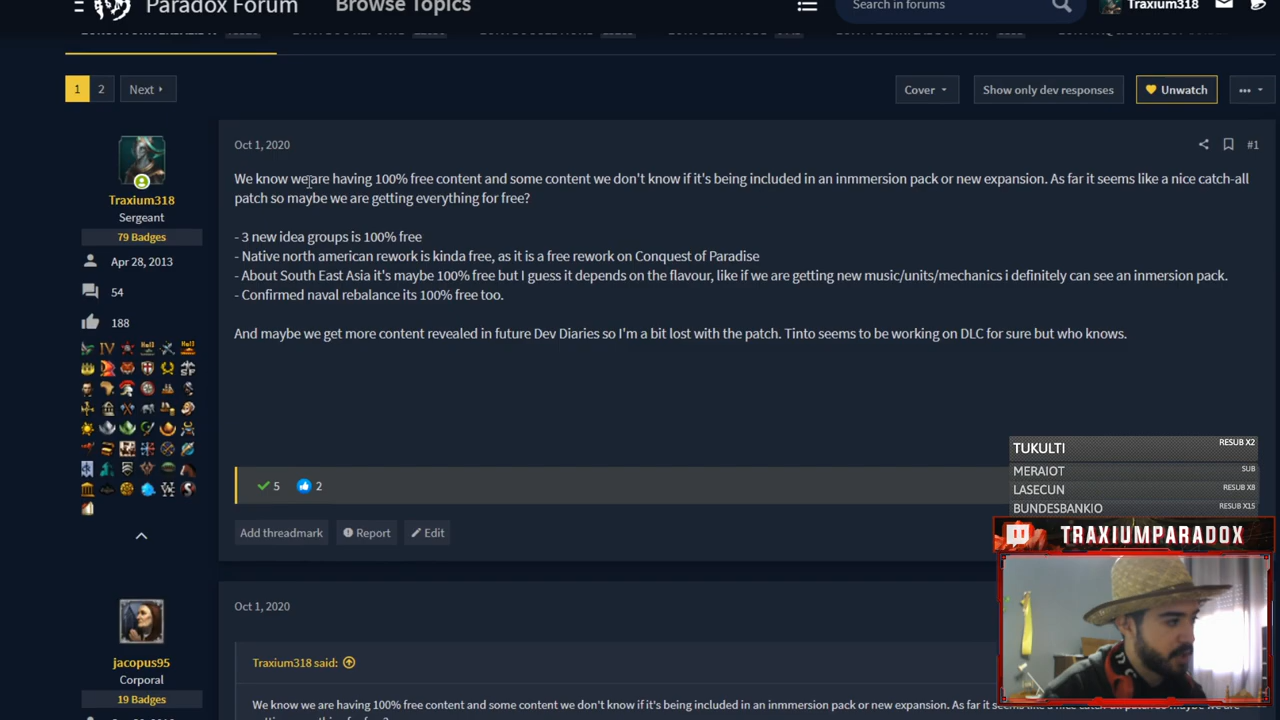 Paradox Forum
Browse Topics
Search in forums
Traxium318
1 2 Next
Cover
Show only dev responses
Unwatch
Oct 1, 2020
#1
We know we are having 100% free content and some content we don't know if it's being included in an inmmersion pack or new expansion. As far it seems like a nice catch-all
patch so maybe we are getting everything for free?
- 3 new idea groups is 100% free
- Native north american rework is kinda free, as it is a free rework on Conquest of Paradise
- About South East Asia it's maybe 100% free but I guess it depends on the flavour, like if we are getting new music/units/mechanics i definitely can see an inmersion pack.
- Confirmed naval rebalance its 100% free too.
And maybe we get more content revealed in future Dev Diaries so I'm a bit lost with the patch. Tinto seems to be working on DLC for sure but who knows.
Traxium318
Sergeant
79 Badges
Apr 28, 2013
54
188
5 2
Add threadmark
Report
Edit
TUKULTI RESUB X2
MERAIOT SUB
LASECUN RESUB X8
BUNDESBANKIO RESUB X15
TRAXIUMPARADOX
jacopus95
Corporal
19 Badges
Oct 1, 2020
Traxium318 said:
We know we are having 100% free content and some content we don't know if it's being included in an inmmersion pack or new expansion. As far it